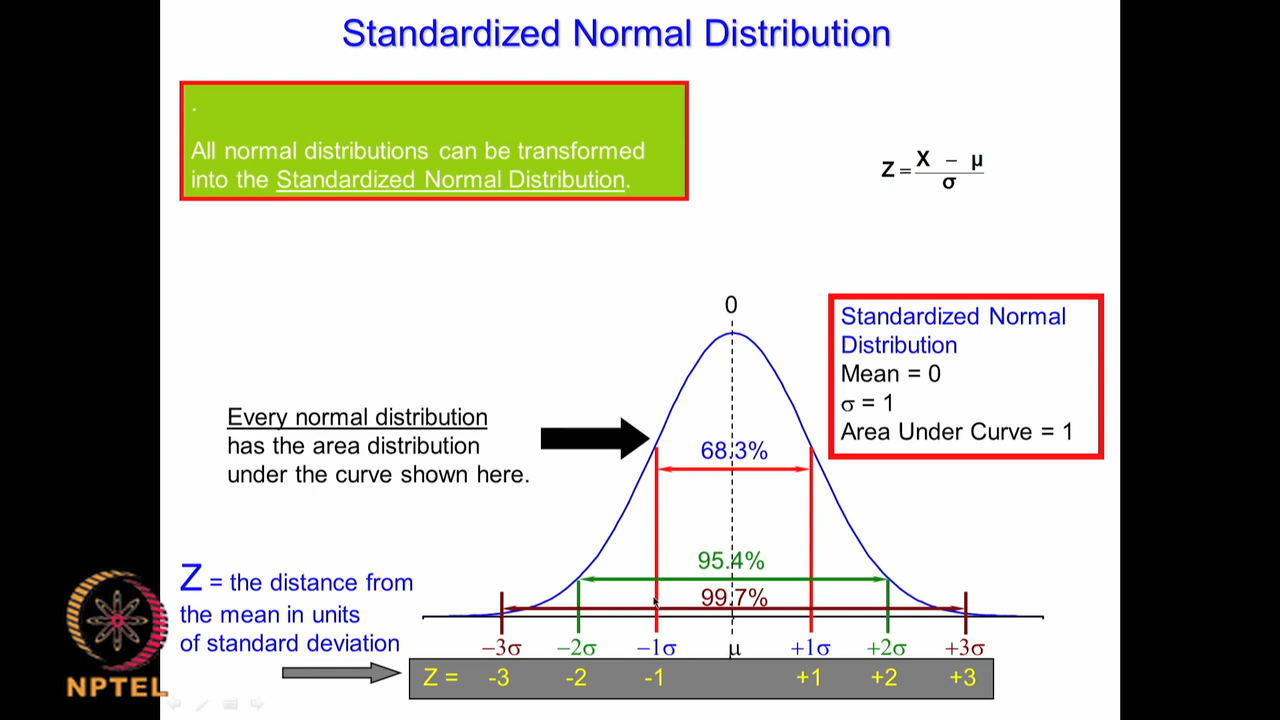 Standardized Normal Distribution
.
All normal distributions can be transformed
into the Standardized Normal Distribution.
Z = X − μ
σ
0
Standardized Normal
Distribution
Mean = 0
σ = 1
Area Under Curve = 1
Every normal distribution
has the area distribution
under the curve shown here.
68.3%
95.4%
99.7%
Z = the distance from
the mean in units
of standard deviation
−3σ −2σ −1σ μ +1σ +2σ +3σ
Z = -3 -2 -1 +1 +2 +3
NPTEL